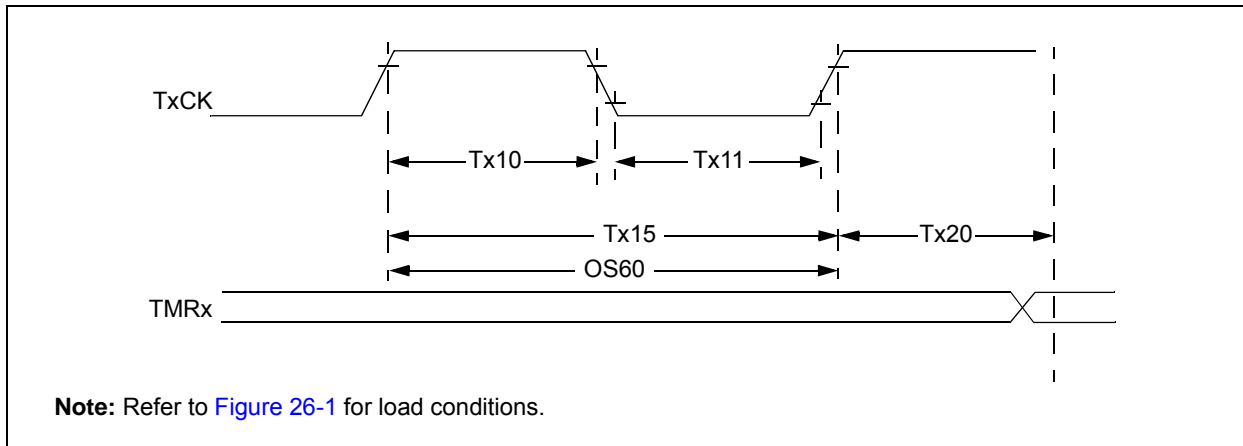 TxCK
Tx10
Tx11
Tx15
Tx20
OS60
TMRx
Note: Refer to Figure 26-1 for load conditions.